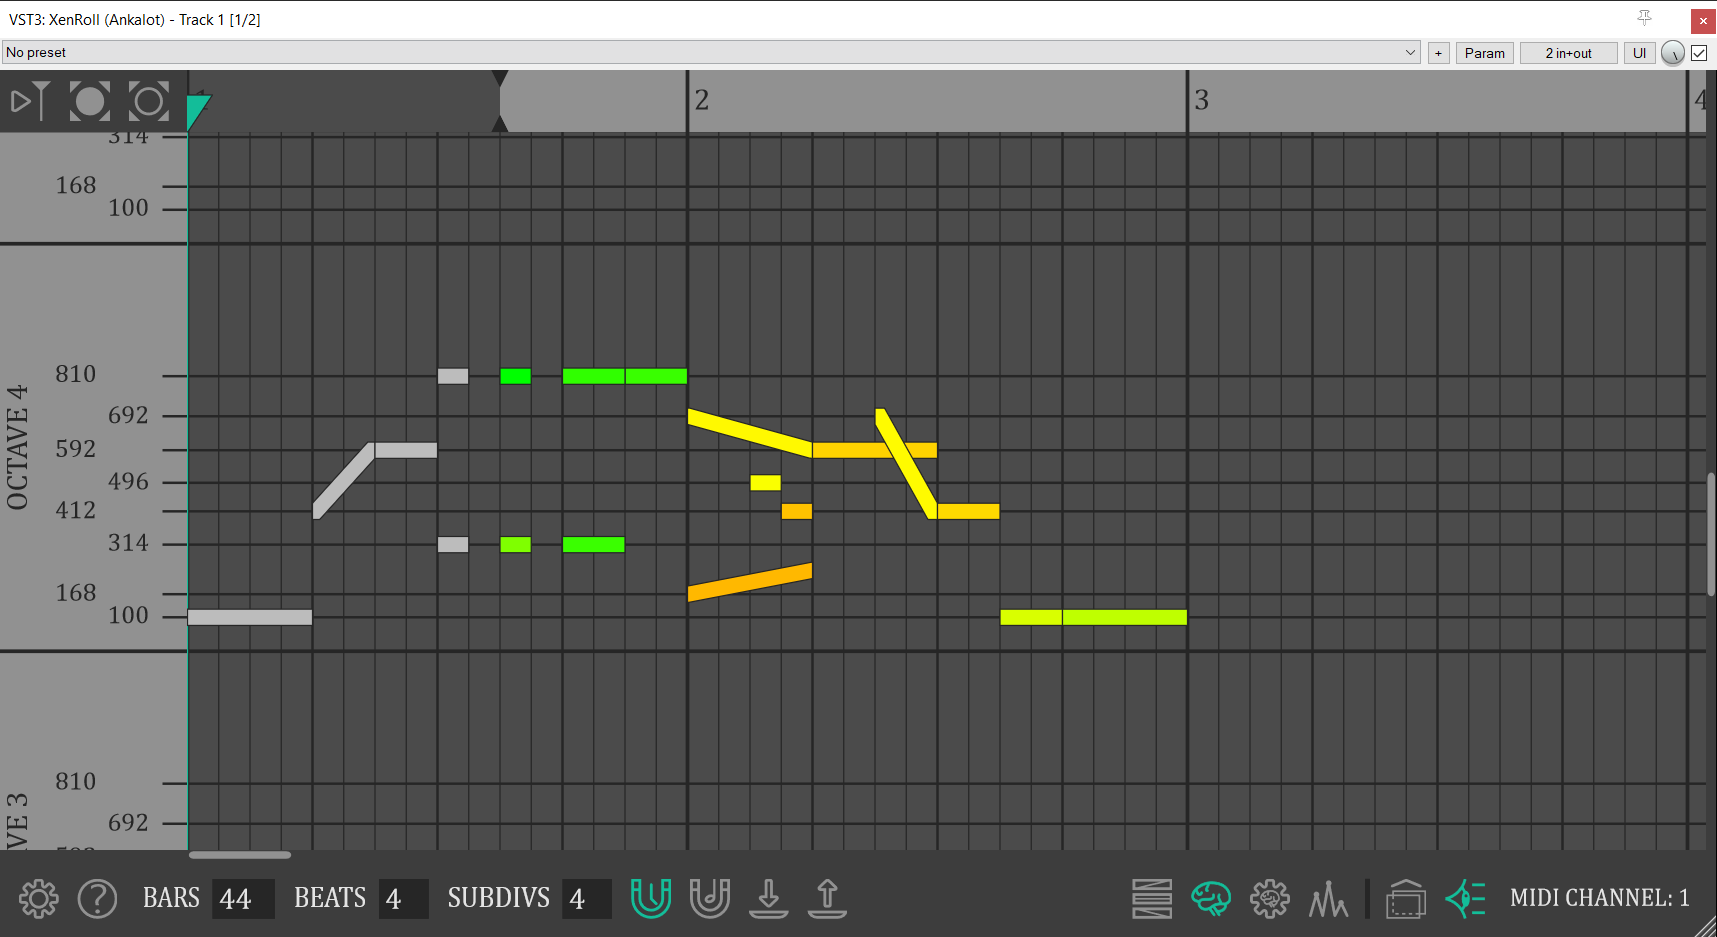 VST3: XenRoll (Ankalot) - Track 1 [1/2]
No preset
+
Param
2 in+out
UI
1
2
3
4
314
168
100
OCTAVE 4
810
692
592
496
412
314
168
100
VE 3
810
692
BARS 44
BEATS 4
SUBDIVS 4
MIDI CHANNEL: 1